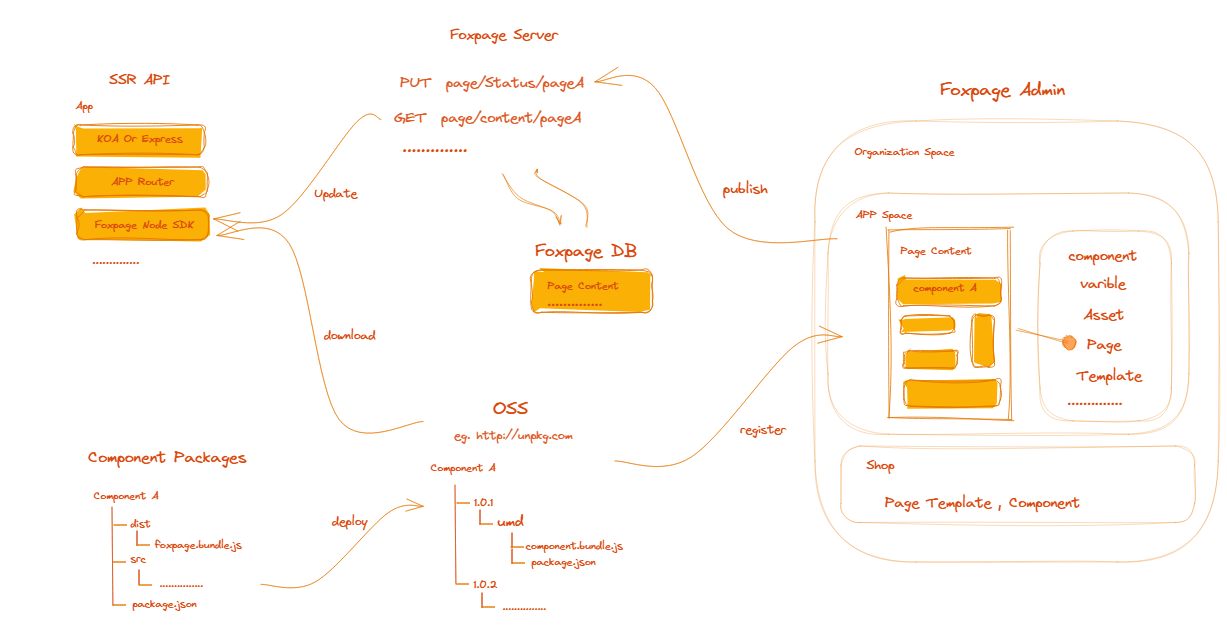 SSR API
App
KOA Or Express
APP Router
Foxpage Node SDK
..............
Foxpage Server
PUT page/Status/pageA
GET page/content/pageA
..............
Update
download
publish
Foxpage DB
Page Content
..............
Foxpage Admin
Organization Space
APP Space
Page Content
component A
component
varible
Asset
Page
Template
..............
Shop
Page Template , Component
register
OSS
eg. http://unpkg.com
Component A
1.0.1
umd
component.bundle.js
package.json
1.0.2
..............
Component Packages
Component A
dist
foxpage.bundle.js
src
..............
package.json
deploy